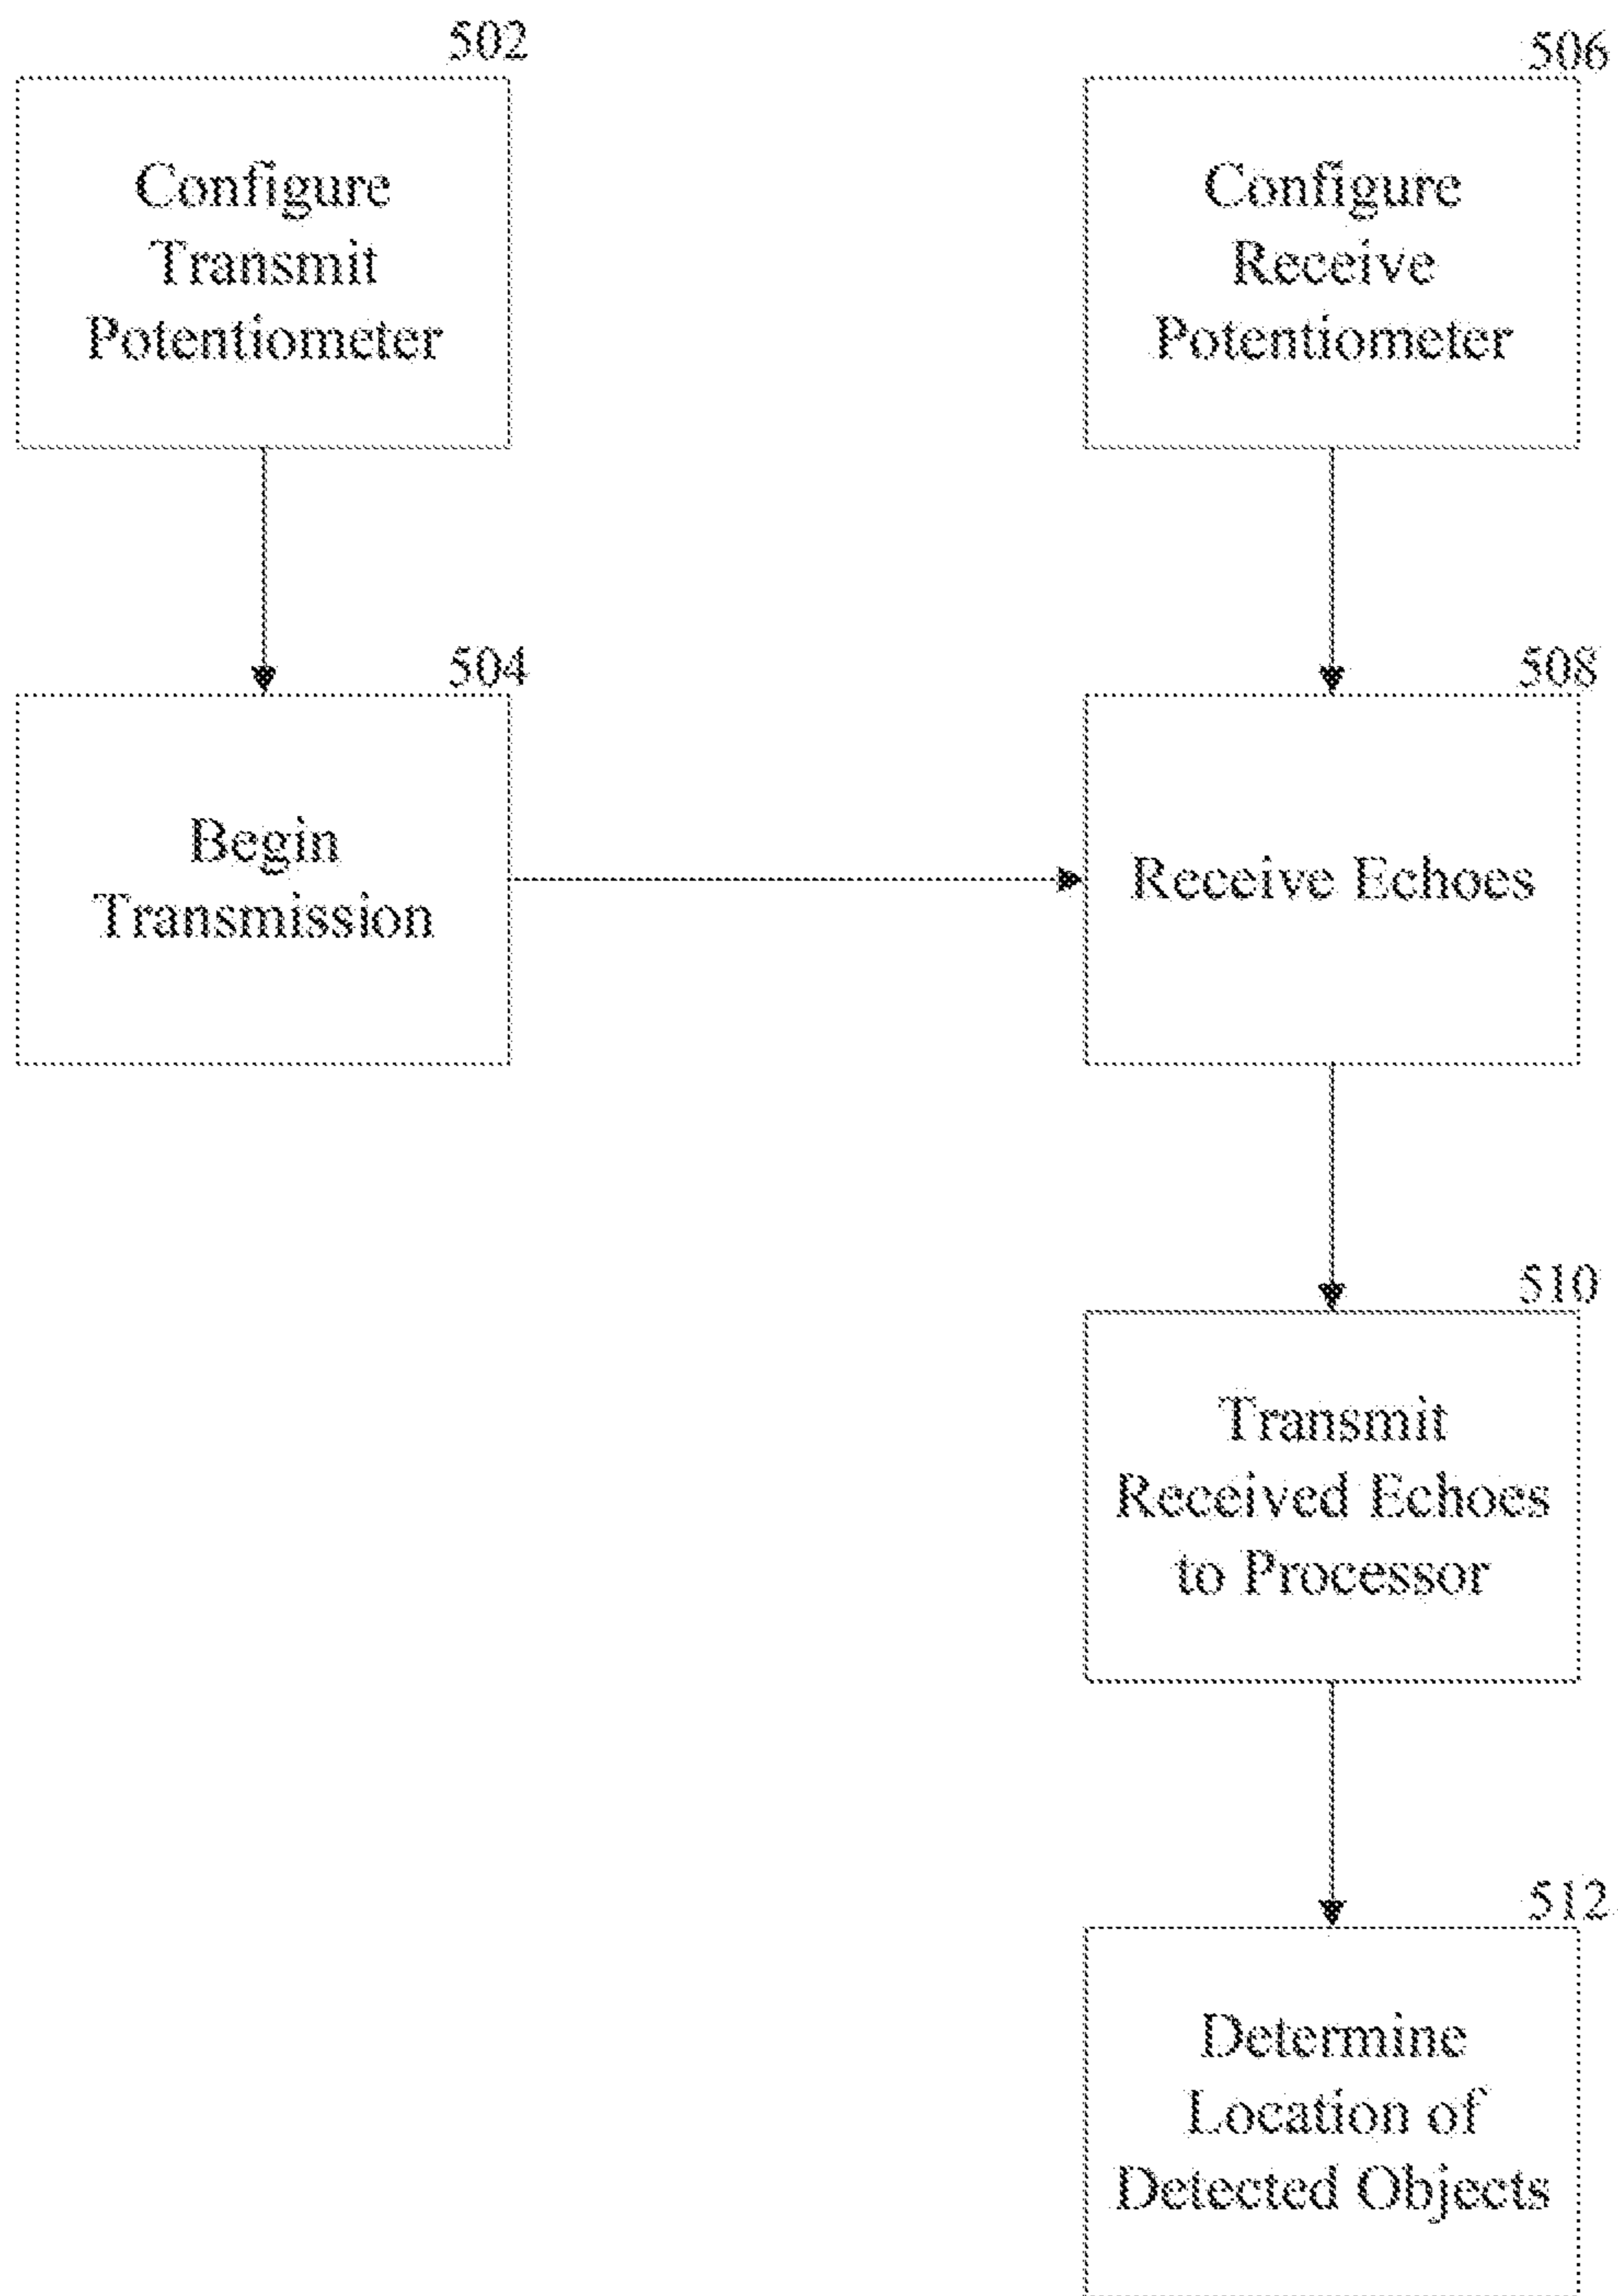 502
Configure
Transmit
Potentiometer
506
Configure
Receive
Potentiometer
504
Begin
Transmission
508
Receive Echoes
510
Transmit
Received Echoes
to Processor
512
Determine
Location of
Detected Objects